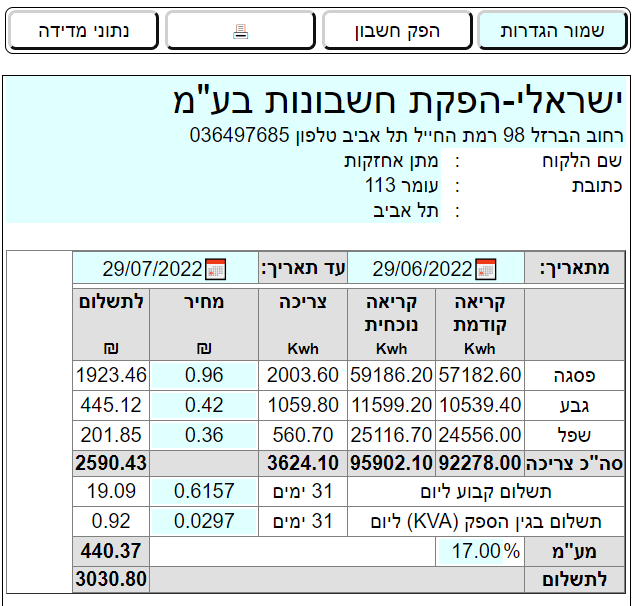 שמור הגדרות הפק חשבון נתוני מדידה
ישראלי-הפקת חשבונות בע"מ
רחוב הברזל 98 רמת החייל תל אביב טלפון 036497685
שם הלקוח : מתן אחזקות
כתובת : עומר 113
: תל אביב
מתאריך: 29/06/2022 עד תאריך: 29/07/2022
קריאה קודמת קריאה נוכחית צריכה מחיר לתשלום
Kwh Kwh Kwh ₪ ₪
פסגה 57182.60 59186.20 2003.60 0.96 1923.46
גבע 10539.40 11599.20 1059.80 0.42 445.12
שפל 24556.00 25116.70 560.70 0.36 201.85
סה"כ צריכה 92278.00 95902.10 3624.10 2590.43
תשלום קבוע ליום 31 ימים 0.6157 19.09
תשלום בגין הספק (KVA) ליום 31 ימים 0.0297 0.92
מע"מ 17.00% 440.37
לתשלום 3030.80